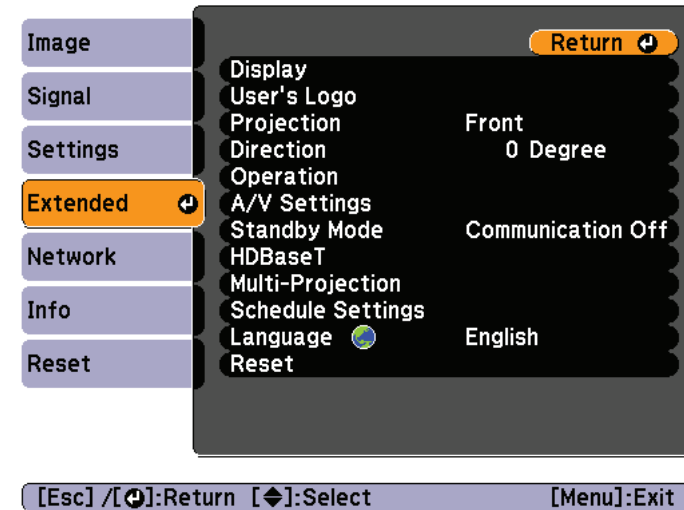 Image
Signal
Settings
Extended
Network
Info
Reset
Return
Display
User's Logo
Projection Front
Direction 0 Degree
Operation
A/V Settings
Standby Mode Communication Off
HDBaseT
Multi-Projection
Schedule Settings
Language English
Reset
[Esc] /[⏎]:Return [◆]:Select [Menu]:Exit